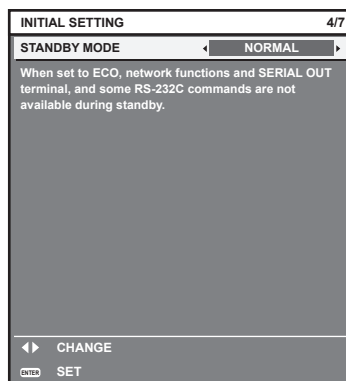 INITIAL SETTING 4/7
STANDBY MODE NORMAL
When set to ECO, network functions and SERIAL OUT
terminal, and some RS-232C commands are not
available during standby.
CHANGE
ENTER SET